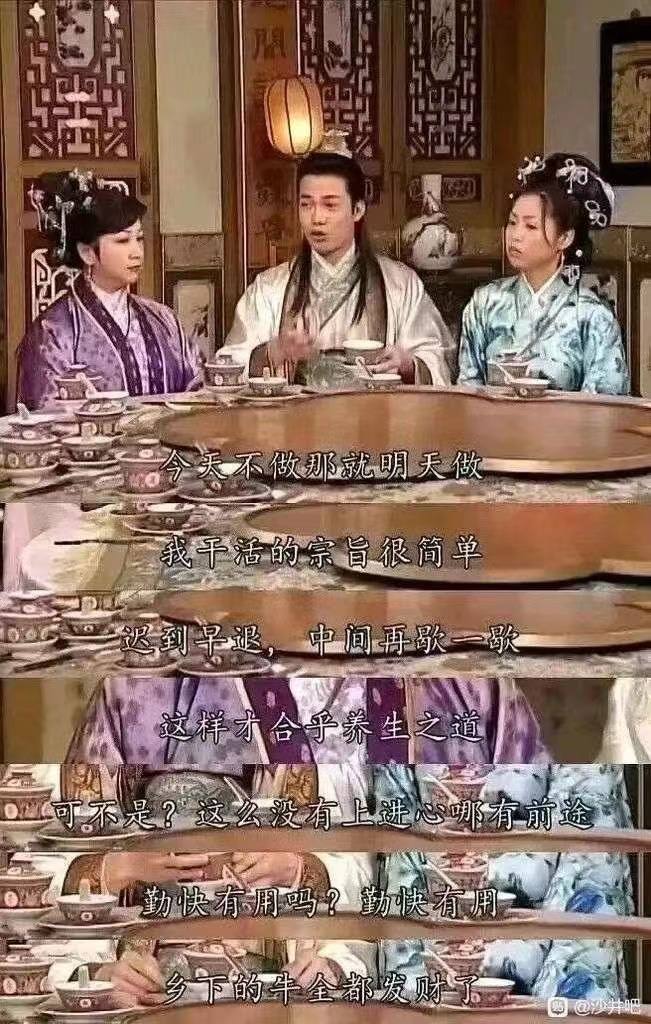 今天不做那就明天做
我干活的宗旨很简单
迟到早退，中间再歇一歇
这样才合乎养生之道
可不是？这么没有上进心哪有前途
勤快有用吗？勤快有用
乡下的牛全都发财了
@沙井吧